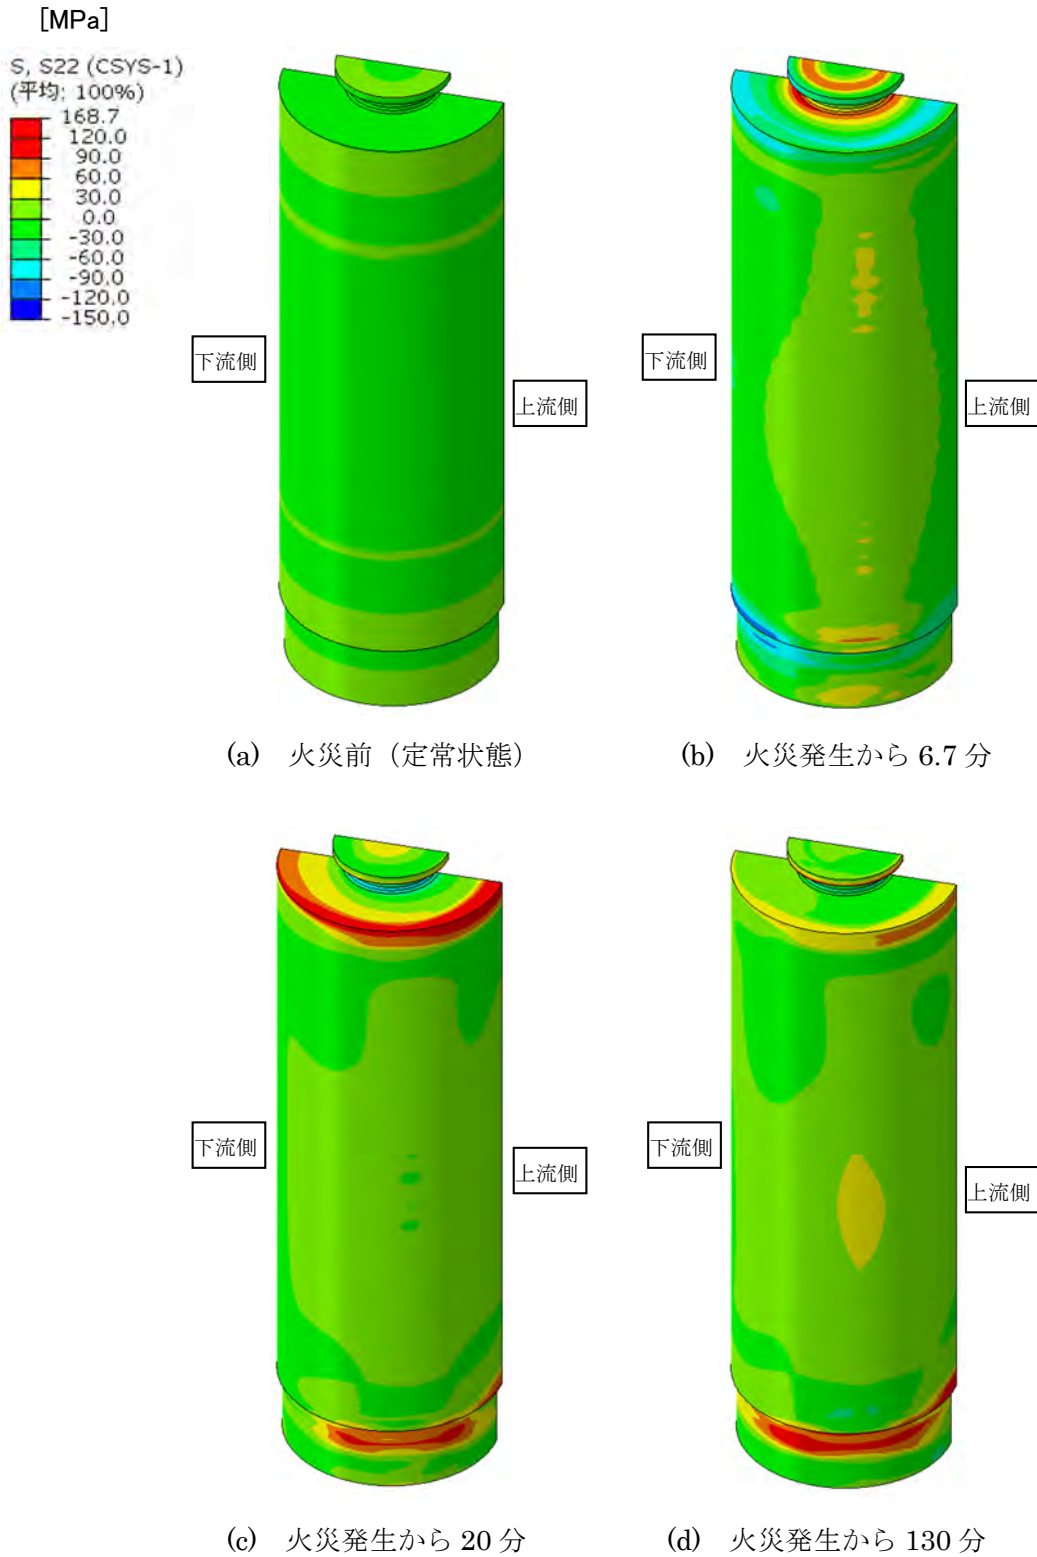 [MPa]
S, S22 (CSYS-1)
(平均: 100%)
168.7
120.0
90.0
60.0
30.0
0.0
-30.0
-60.0
-90.0
-120.0
-150.0
下流側
上流側
下流側
上流側
(a) 火災前（定常状態）
(b) 火災発生から 6.7 分
下流側
上流側
下流側
上流側
(c) 火災発生から 20 分
(d) 火災発生から 130 分